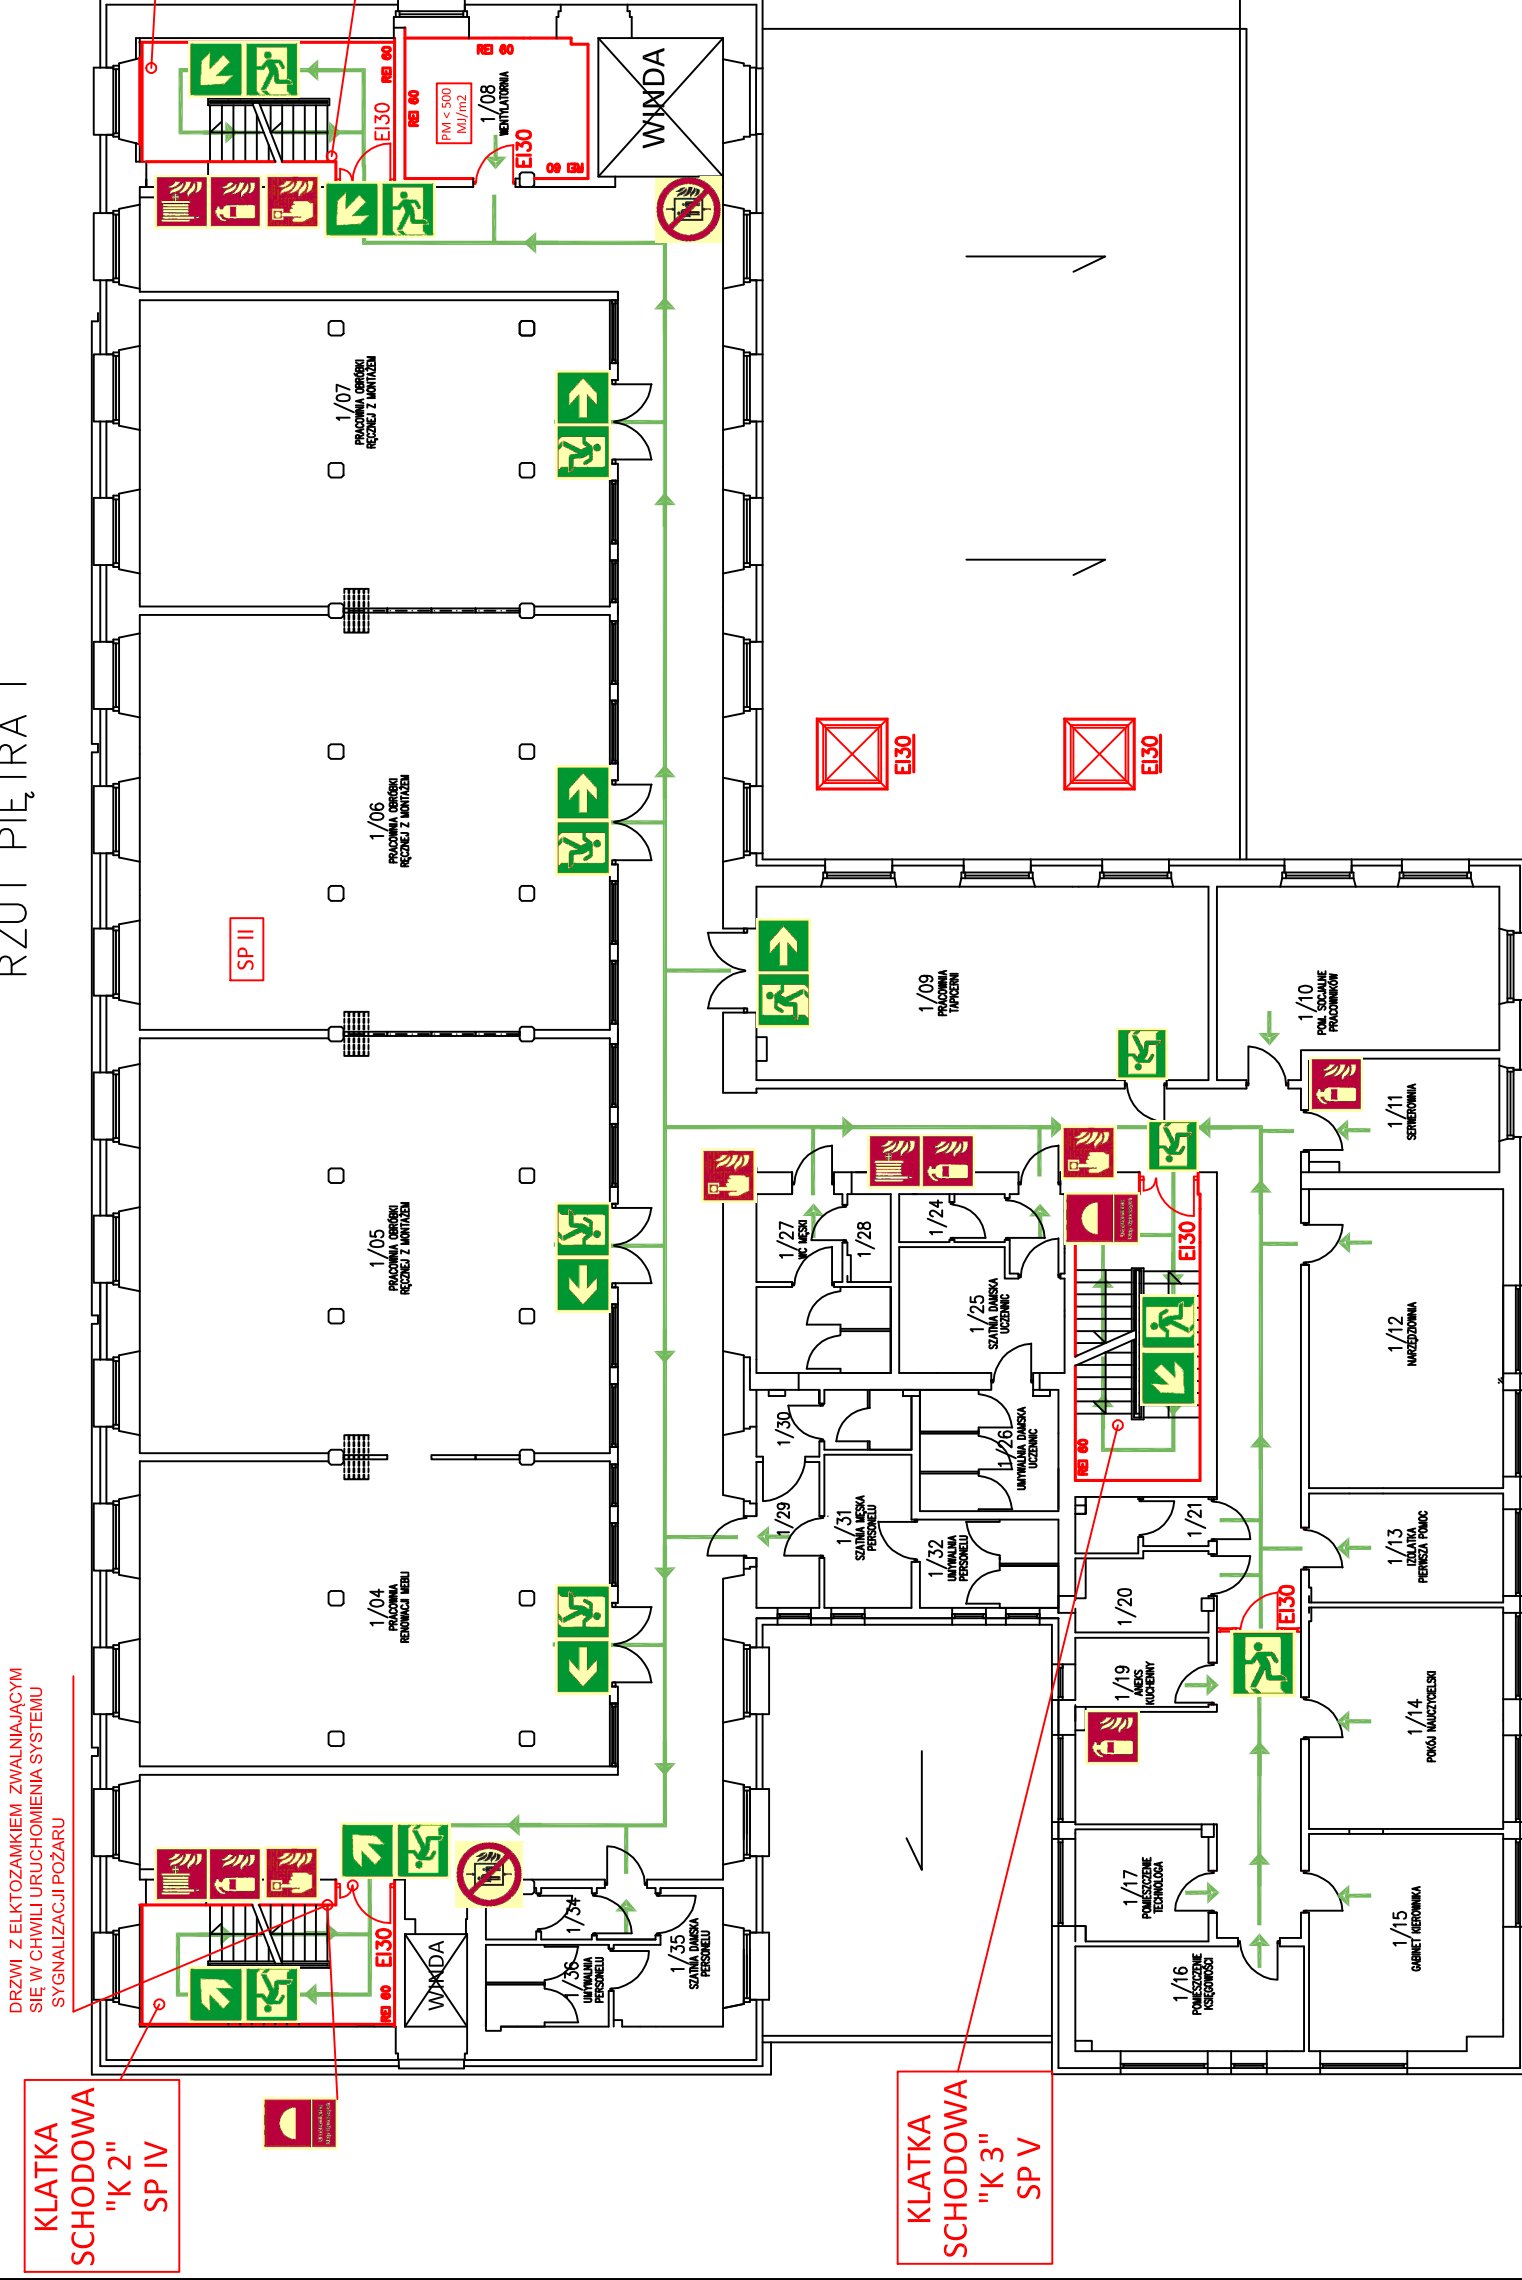 RZUT PIĘTRA I
DRZWI Z ELKTOZAMKIEM ZWALNIAJĄCYM
SIĘ W CHWILI URUCHOMIENIA SYSTEMU
SYGNALIZACJI POŻARU
KLATKA
SCHODOWA
"K 2"
SP IV
KLATKA
SCHODOWA
"K 3"
SP V
SP II
REI 60
EI30
REI 60
REI 60
REI 60
PM < 500
MJ/m2
1/08
WENTYLATORNIA
EI30
WINDA
1/07
PRACOWNIA OBRÓBKI
RĘCZNEJ Z MONTAŻEM
1/06
PRACOWNIA OBRÓBKI
RĘCZNEJ Z MONTAŻEM
1/05
PRACOWNIA OBRÓBKI
RĘCZNEJ Z MONTAŻEM
1/04
PRACOWNIA
RENOWACJI MEBLI
EI30
REI 60
WINDA
1/34
1/35
SZATNIA DAMSKA
PERSONELU
1/36
UMYWALNIA
PERSONELU
EI30
EI30
1/09
PRACOWNIA
TAPICERNI
1/10
POM. SOCJALNE
PRACOWNIKÓW
1/11
SERWEROWNIA
1/12
NARZĘDZIOWNIA
1/13
IZOLATKA
PIERWSZA POMOC
1/14
POKÓJ NAUCZYCIELSKI
1/15
GABINET KIEROWNIKA
1/16
POMIESZCZENIE
KSIĘGOWOŚCI
1/17
POMIESZCZENIE
TECHNOLOGA
1/19
ANEKS
KUCHENNY
1/20
1/21
EI30
EI30
REI 60
1/24
1/25
SZATNIA DAMSKA
UCZENNIC
1/26
UMYWALNIA DAMSKA
UCZENNIC
1/27
WC MĘSKI
1/28
1/29
1/30
1/31
SZATNIA MĘSKA
PERSONELU
1/32
UMYWALNIA
PERSONELU